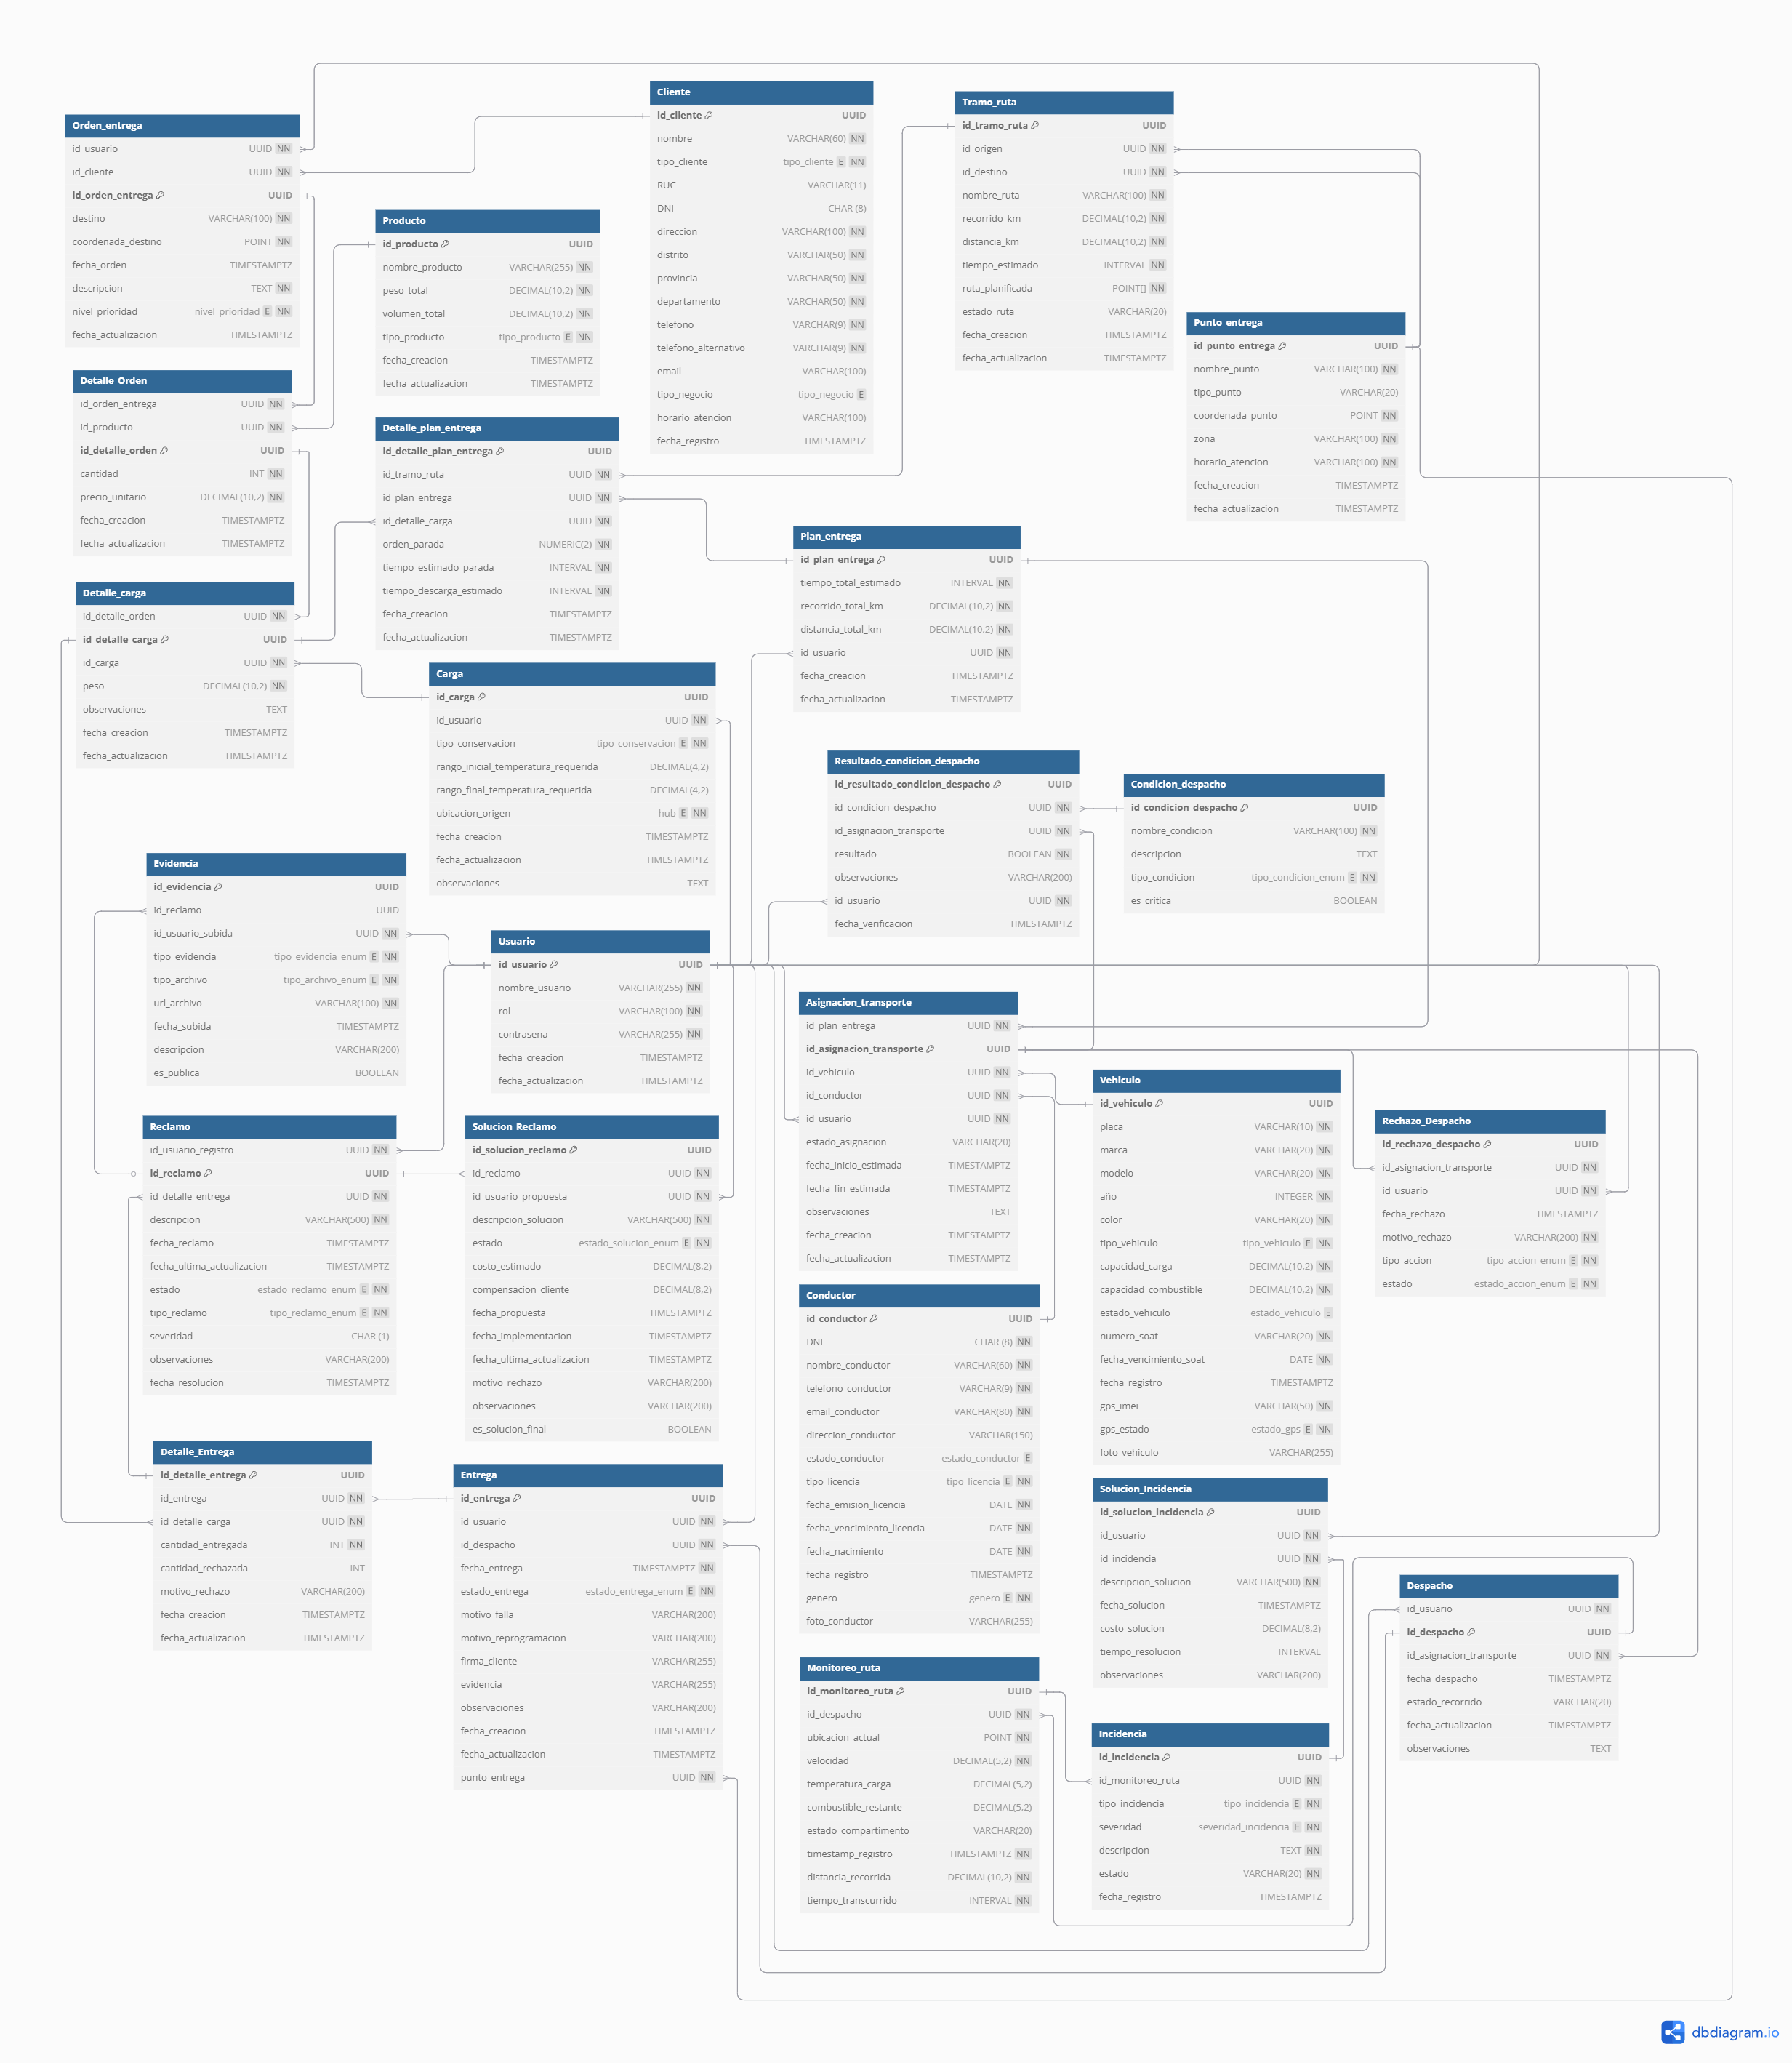 Orden_entrega
id_usuario UUID NN
id_cliente UUID NN
id_orden_entrega UUID
destino VARCHAR(100) NN
coordenada_destino POINT NN
fecha_orden TIMESTAMPTZ
descripcion TEXT NN
nivel_prioridad nivel_prioridad E NN
fecha_actualizacion TIMESTAMPTZ
Cliente
id_cliente UUID
nombre VARCHAR(60) NN
tipo_cliente tipo_cliente E NN
RUC VARCHAR(11)
DNI CHAR (8)
direccion VARCHAR(100) NN
distrito VARCHAR(50) NN
provincia VARCHAR(50) NN
departamento VARCHAR(50) NN
telefono VARCHAR(9) NN
telefono_alternativo VARCHAR(9) NN
email VARCHAR(100)
tipo_negocio tipo_negocio E
horario_atencion VARCHAR(100)
fecha_registro TIMESTAMPTZ
Tramo_ruta
id_tramo_ruta UUID
id_origen UUID NN
id_destino UUID NN
nombre_ruta VARCHAR(100) NN
recorrido_km DECIMAL(10,2) NN
distancia_km DECIMAL(10,2) NN
tiempo_estimado INTERVAL NN
ruta_planificada POINT[] NN
estado_ruta VARCHAR(20)
fecha_creacion TIMESTAMPTZ
fecha_actualizacion TIMESTAMPTZ
Producto
id_producto UUID
nombre_producto VARCHAR(255) NN
peso_total DECIMAL(10,2) NN
volumen_total DECIMAL(10,2) NN
tipo_producto tipo_producto E NN
fecha_creacion TIMESTAMPTZ
fecha_actualizacion TIMESTAMPTZ
Punto_entrega
id_punto_entrega UUID
nombre_punto VARCHAR(100) NN
tipo_punto VARCHAR(20)
coordenada_punto POINT NN
zona VARCHAR(100) NN
horario_atencion VARCHAR(100) NN
fecha_creacion TIMESTAMPTZ
fecha_actualizacion TIMESTAMPTZ
Detalle_Orden
id_orden_entrega UUID NN
id_producto UUID NN
id_detalle_orden UUID
cantidad INT NN
precio_unitario DECIMAL(10,2) NN
fecha_creacion TIMESTAMPTZ
fecha_actualizacion TIMESTAMPTZ
Detalle_plan_entrega
id_detalle_plan_entrega UUID
id_tramo_ruta UUID NN
id_plan_entrega UUID NN
id_detalle_carga UUID NN
orden_parada NUMERIC(2) NN
tiempo_estimado_parada INTERVAL NN
tiempo_descarga_estimado INTERVAL NN
fecha_creacion TIMESTAMPTZ
fecha_actualizacion TIMESTAMPTZ
Plan_entrega
id_plan_entrega UUID
tiempo_total_estimado INTERVAL NN
recorrido_total_km DECIMAL(10,2) NN
distancia_total_km DECIMAL(10,2) NN
id_usuario UUID NN
fecha_creacion TIMESTAMPTZ
fecha_actualizacion TIMESTAMPTZ
Detalle_carga
id_detalle_orden UUID NN
id_detalle_carga UUID
id_carga UUID NN
peso DECIMAL(10,2) NN
observaciones TEXT
fecha_creacion TIMESTAMPTZ
fecha_actualizacion TIMESTAMPTZ
Carga
id_carga UUID
id_usuario UUID NN
tipo_conservacion tipo_conservacion E NN
rango_inicial_temperatura_requerida DECIMAL(4,2)
rango_final_temperatura_requerida DECIMAL(4,2)
ubicacion_origen hub E NN
fecha_creacion TIMESTAMPTZ
fecha_actualizacion TIMESTAMPTZ
observaciones TEXT
Resultado_condicion_despacho
id_resultado_condicion_despacho UUID
id_condicion_despacho UUID NN
id_asignacion_transporte UUID NN
resultado BOOLEAN NN
observaciones VARCHAR(200)
id_usuario UUID NN
fecha_verificacion TIMESTAMPTZ
Condicion_despacho
id_condicion_despacho UUID
nombre_condicion VARCHAR(100) NN
descripcion TEXT
tipo_condicion tipo_condicion_enum E NN
es_critica BOOLEAN
Evidencia
id_evidencia UUID
id_reclamo UUID
id_usuario_subida UUID NN
tipo_evidencia tipo_evidencia_enum E NN
tipo_archivo tipo_archivo_enum E NN
url_archivo VARCHAR(100) NN
fecha_subida TIMESTAMPTZ
descripcion VARCHAR(200)
es_publica BOOLEAN
Usuario
id_usuario UUID
nombre_usuario VARCHAR(255) NN
rol VARCHAR(100) NN
contrasena VARCHAR(255) NN
fecha_creacion TIMESTAMPTZ
fecha_actualizacion TIMESTAMPTZ
Asignacion_transporte
id_plan_entrega UUID NN
id_asignacion_transporte UUID
id_vehiculo UUID NN
id_conductor UUID NN
id_usuario UUID NN
estado_asignacion VARCHAR(20)
fecha_inicio_estimada TIMESTAMPTZ
fecha_fin_estimada TIMESTAMPTZ
observaciones TEXT
fecha_creacion TIMESTAMPTZ
fecha_actualizacion TIMESTAMPTZ
Vehiculo
id_vehiculo UUID
placa VARCHAR(10) NN
marca VARCHAR(20) NN
modelo VARCHAR(20) NN
año INTEGER NN
color VARCHAR(20) NN
tipo_vehiculo tipo_vehiculo E NN
capacidad_carga DECIMAL(10,2) NN
capacidad_combustible DECIMAL(10,2) NN
estado_vehiculo estado_vehiculo E
numero_soat VARCHAR(20) NN
fecha_vencimiento_soat DATE NN
fecha_registro TIMESTAMPTZ
gps_imei VARCHAR(50) NN
gps_estado estado_gps E NN
foto_vehiculo VARCHAR(255)
Rechazo_Despacho
id_rechazo_despacho UUID
id_asignacion_transporte UUID NN
id_usuario UUID NN
fecha_rechazo TIMESTAMPTZ
motivo_rechazo VARCHAR(200) NN
tipo_accion tipo_accion_enum E NN
estado estado_accion_enum E NN
Reclamo
id_usuario_registro UUID NN
id_reclamo UUID
id_detalle_entrega UUID NN
descripcion VARCHAR(500) NN
fecha_reclamo TIMESTAMPTZ
fecha_ultima_actualizacion TIMESTAMPTZ
estado estado_reclamo_enum E NN
tipo_reclamo tipo_reclamo_enum E NN
severidad CHAR (1)
observaciones VARCHAR(200)
fecha_resolucion TIMESTAMPTZ
Solucion_Reclamo
id_solucion_reclamo UUID
id_reclamo UUID NN
id_usuario_propuesta UUID NN
descripcion_solucion VARCHAR(500) NN
estado estado_solucion_enum E NN
costo_estimado DECIMAL(8,2)
compensacion_cliente DECIMAL(8,2)
fecha_propuesta TIMESTAMPTZ
fecha_implementacion TIMESTAMPTZ
fecha_ultima_actualizacion TIMESTAMPTZ
motivo_rechazo VARCHAR(200)
observaciones VARCHAR(200)
es_solucion_final BOOLEAN
Conductor
id_conductor UUID
DNI CHAR (8) NN
nombre_conductor VARCHAR(60) NN
telefono_conductor VARCHAR(9) NN
email_conductor VARCHAR(80) NN
direccion_conductor VARCHAR(150)
estado_conductor estado_conductor E
tipo_licencia tipo_licencia E NN
fecha_emision_licencia DATE NN
fecha_vencimiento_licencia DATE NN
fecha_nacimiento DATE NN
fecha_registro TIMESTAMPTZ
genero genero E NN
foto_conductor VARCHAR(255)
Detalle_Entrega
id_detalle_entrega UUID
id_entrega UUID NN
id_detalle_carga UUID NN
cantidad_entregada INT NN
cantidad_rechazada INT
motivo_rechazo VARCHAR(200)
fecha_creacion TIMESTAMPTZ
fecha_actualizacion TIMESTAMPTZ
Entrega
id_entrega UUID
id_usuario UUID NN
id_despacho UUID NN
fecha_entrega TIMESTAMPTZ NN
estado_entrega estado_entrega_enum E NN
motivo_falla VARCHAR(200)
motivo_reprogramacion VARCHAR(200)
firma_cliente VARCHAR(255)
evidencia VARCHAR(255)
observaciones VARCHAR(200)
fecha_creacion TIMESTAMPTZ
fecha_actualizacion TIMESTAMPTZ
punto_entrega UUID NN
Solucion_Incidencia
id_solucion_incidencia UUID
id_usuario UUID NN
id_incidencia UUID NN
descripcion_solucion VARCHAR(500) NN
fecha_solucion TIMESTAMPTZ
costo_solucion DECIMAL(8,2)
tiempo_resolucion INTERVAL
observaciones VARCHAR(200)
Despacho
id_usuario UUID NN
id_despacho UUID
id_asignacion_transporte UUID NN
fecha_despacho TIMESTAMPTZ
estado_recorrido VARCHAR(20)
fecha_actualizacion TIMESTAMPTZ
observaciones TEXT
Monitoreo_ruta
id_monitoreo_ruta UUID
id_despacho UUID NN
ubicacion_actual POINT NN
velocidad DECIMAL(5,2) NN
temperatura_carga DECIMAL(5,2)
combustible_restante DECIMAL(5,2)
estado_compartimento VARCHAR(20)
timestamp_registro TIMESTAMPTZ NN
distancia_recorrida DECIMAL(10,2) NN
tiempo_transcurrido INTERVAL NN
Incidencia
id_incidencia UUID
id_monitoreo_ruta UUID NN
tipo_incidencia tipo_incidencia E NN
severidad severidad_incidencia E NN
descripcion TEXT NN
estado VARCHAR(20) NN
fecha_registro TIMESTAMPTZ
dbdiagram.io